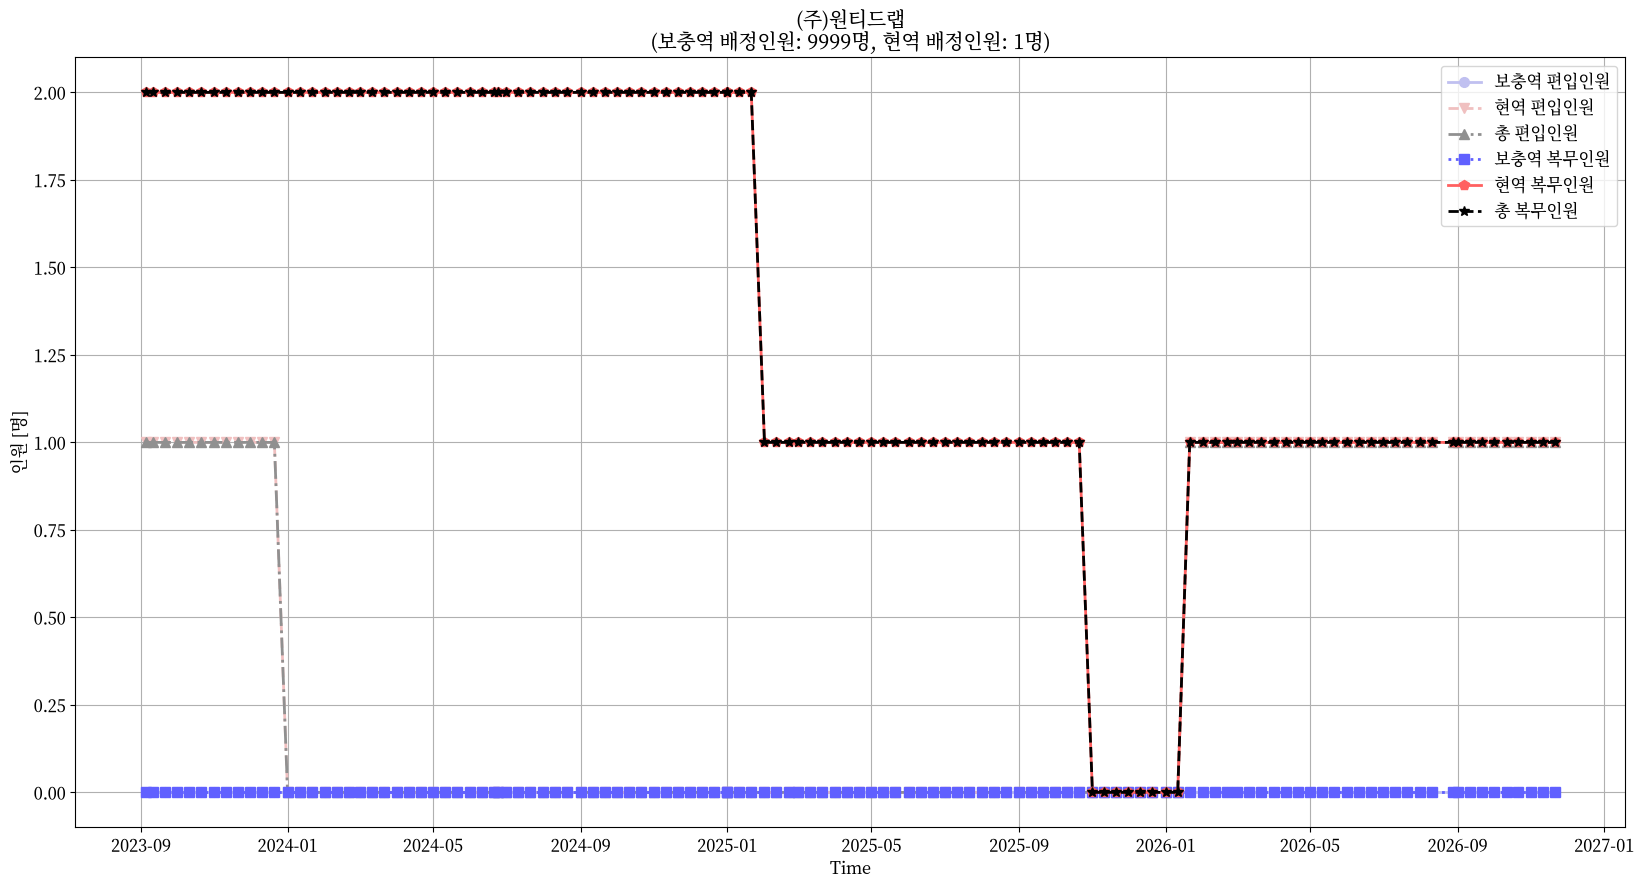 (주)원티드랩
(보충역 배정인원: 9999명, 현역 배정인원: 1명)
보충역 편입인원
현역 편입인원
총 편입인원
보충역 복무인원
현역 복무인원
총 복무인원
인원 [명]
2.00
1.75
1.50
1.25
1.00
0.75
0.50
0.25
0.00
2023-09 2024-01 2024-05 2024-09 2025-01 2025-05 2025-09 2026-01 2026-05 2026-09 2027-01
Time